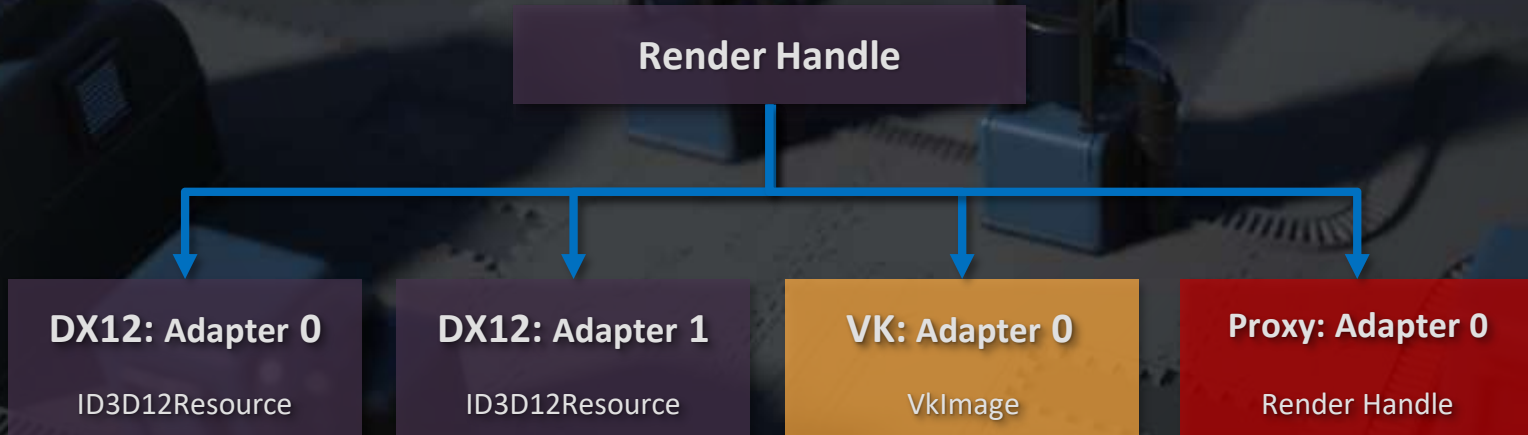 Render Handle
DX12: Adapter 0
ID3D12Resource
DX12: Adapter 1
ID3D12Resource
VK: Adapter 0
VkImage
Proxy: Adapter 0
Render Handle